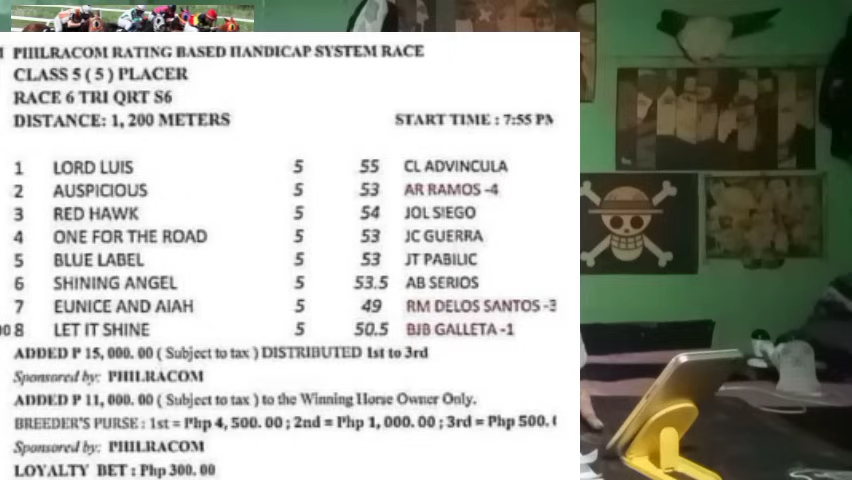 PHILRACOM RATING BASED HANDICAP SYSTEM RACE
CLASS 5 ( 5 ) PLACER
RACE 6 TRI QRT S6
DISTANCE: 1, 200 METERS START TIME : 7:55 PM
1 LORD LUIS 5 55 CL ADVINCULA
2 AUSPICIOUS 5 53 AR RAMOS -4
3 RED HAWK 5 54 JOL SIEGO
4 ONE FOR THE ROAD 5 53 JC GUERRA
5 BLUE LABEL 5 53 JT PABILIC
6 SHINING ANGEL 5 53.5 AB SERIOS
7 EUNICE AND AIAH 5 49 RM DELOS SANTOS -3
8 LET IT SHINE 5 50.5 BJB GALLETA -1
ADDED P 15, 000. 00 ( Subject to tax ) DISTRIBUTED 1st to 3rd
Sponsored by: PHILRACOM
ADDED P 11, 000. 00 ( Subject to tax ) to the Winning Horse Owner Only.
BREEDER'S PURSE : 1st = Php 4, 500. 00 ; 2nd = Php 1, 000. 00 ; 3rd = Php 500. (
Sponsored by: PHILRACOM
LOYALTY BET : Php 300. 00